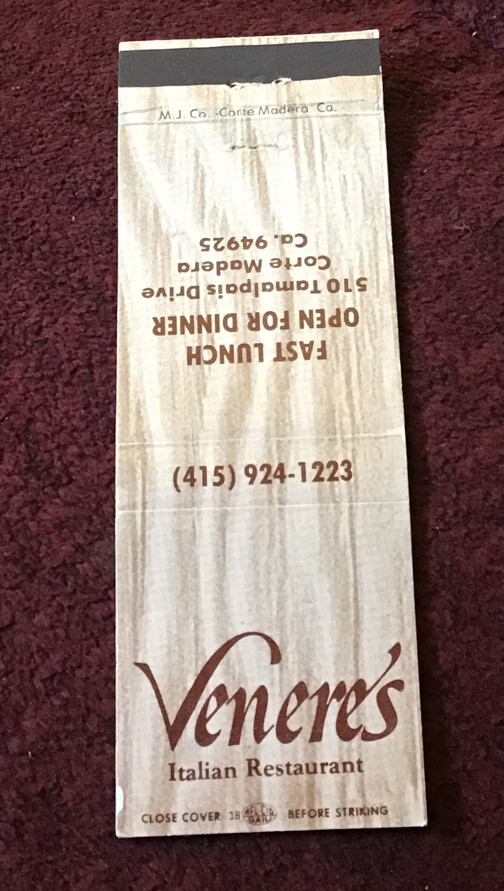 M.J. Co. - Corte Madera Ca.
FAST LUNCH
OPEN FOR DINNER
510 Tamalpais Drive
Corte Madera
Ca. 94925
(415) 924-1223
Venere's
Italian Restaurant
CLOSE COVER 38 BEFORE STRIKING